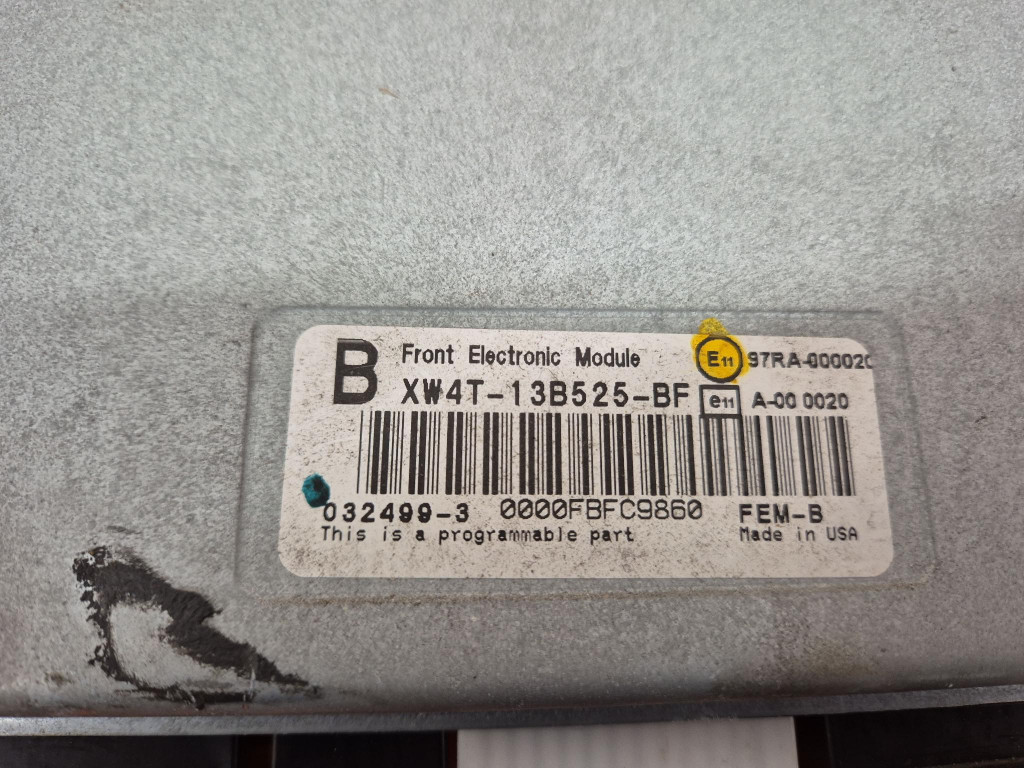 B
Front Electronic Module
E11 97RA-000020
XW4T-13B525-BF
e11 A-00 0020
032499-3 0000FBFC9860 FEM-B
This is a programmable part
Made in USA